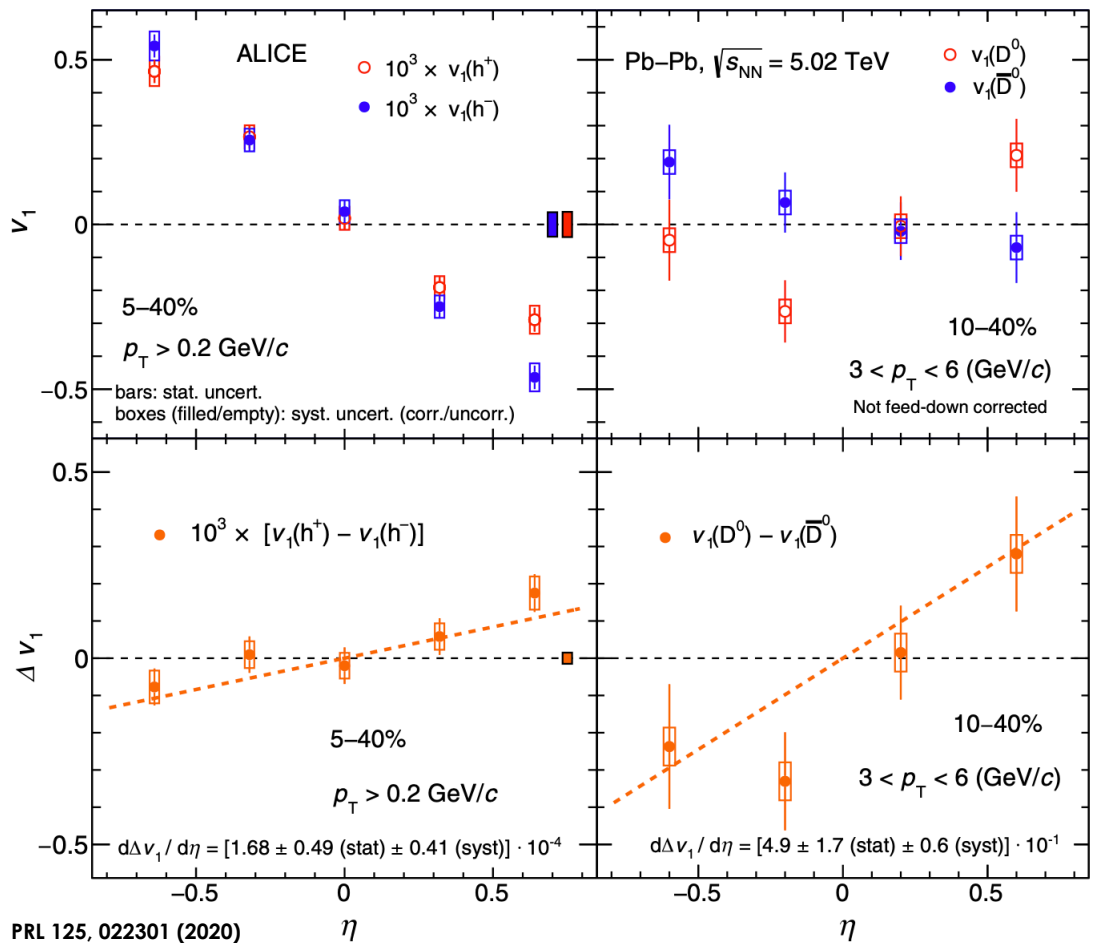 0.5
0
−0.5
v₁
ALICE
10³ × v₁(h⁺)
10³ × v₁(h⁻)
5–40%
p_T > 0.2 GeV/c
bars: stat. uncert.
boxes (filled/empty): syst. uncert. (corr./uncorr.)
Pb–Pb, √s_NN = 5.02 TeV
v₁(D⁰)
v₁(D̅⁰)
10–40%
3 < p_T < 6 (GeV/c)
Not feed-down corrected
0.5
0
−0.5
Δ v₁
10³ × [v₁(h⁺) − v₁(h⁻)]
5–40%
p_T > 0.2 GeV/c
dΔv₁ / dη = [1.68 ± 0.49 (stat) ± 0.41 (syst)] · 10⁻⁴
v₁(D⁰) − v₁(D̅⁰)
10–40%
3 < p_T < 6 (GeV/c)
dΔv₁ / dη = [4.9 ± 1.7 (stat) ± 0.6 (syst)] · 10⁻¹
−0.5 0 0.5
−0.5 0 0.5
η
η
PRL 125, 022301 (2020)